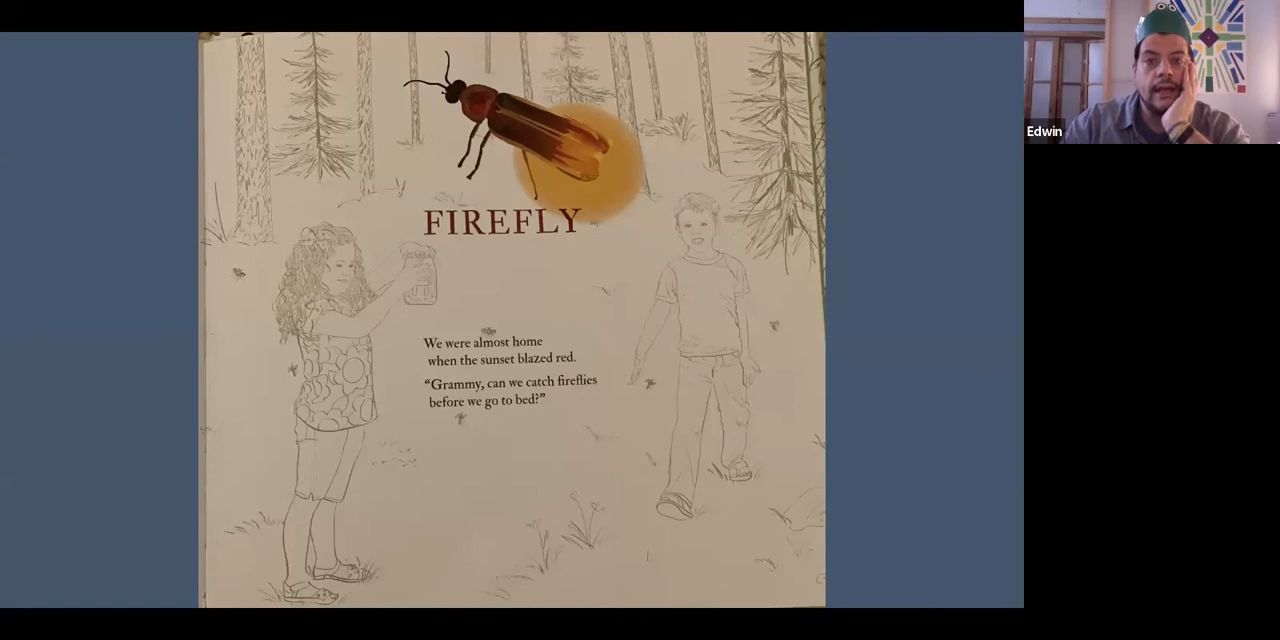 FIREFLY
We were almost home
when the sunset blazed red.
“Grammy, can we catch fireflies
before we go to bed?”
Edwin